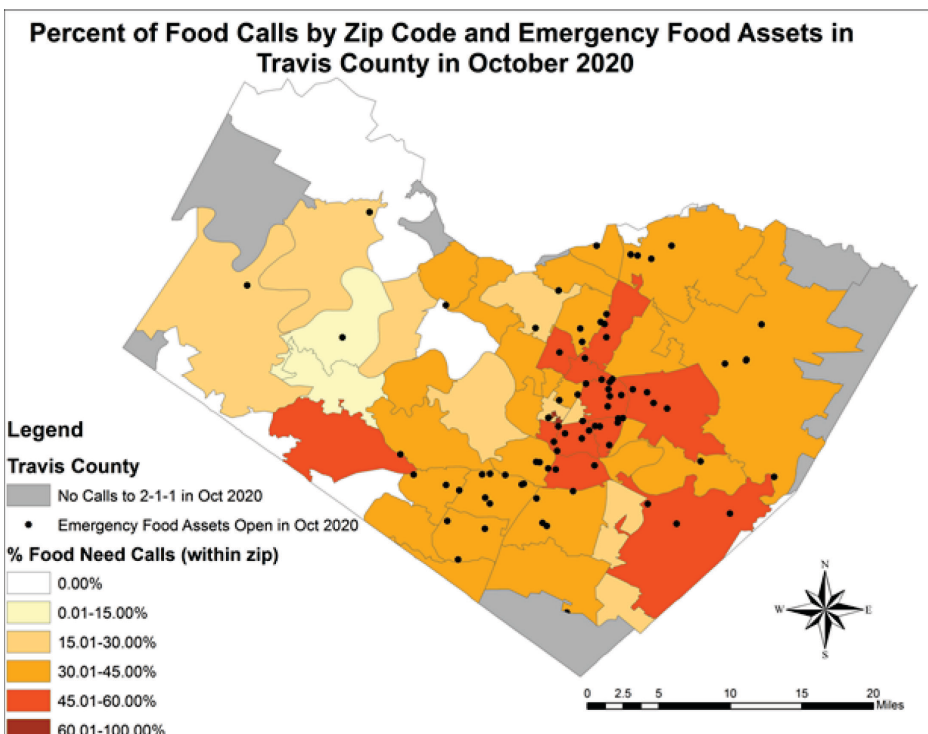 Percent of Food Calls by Zip Code and Emergency Food Assets in
Travis County in October 2020
Legend
Travis County
No Calls to 2-1-1 in Oct 2020
Emergency Food Assets Open in Oct 2020
% Food Need Calls (within zip)
0.00%
0.01-15.00%
15.01-30.00%
30.01-45.00%
45.01-60.00%
60.01-100.00%
N
W E
S
0 2.5 5 10 15 20
Miles